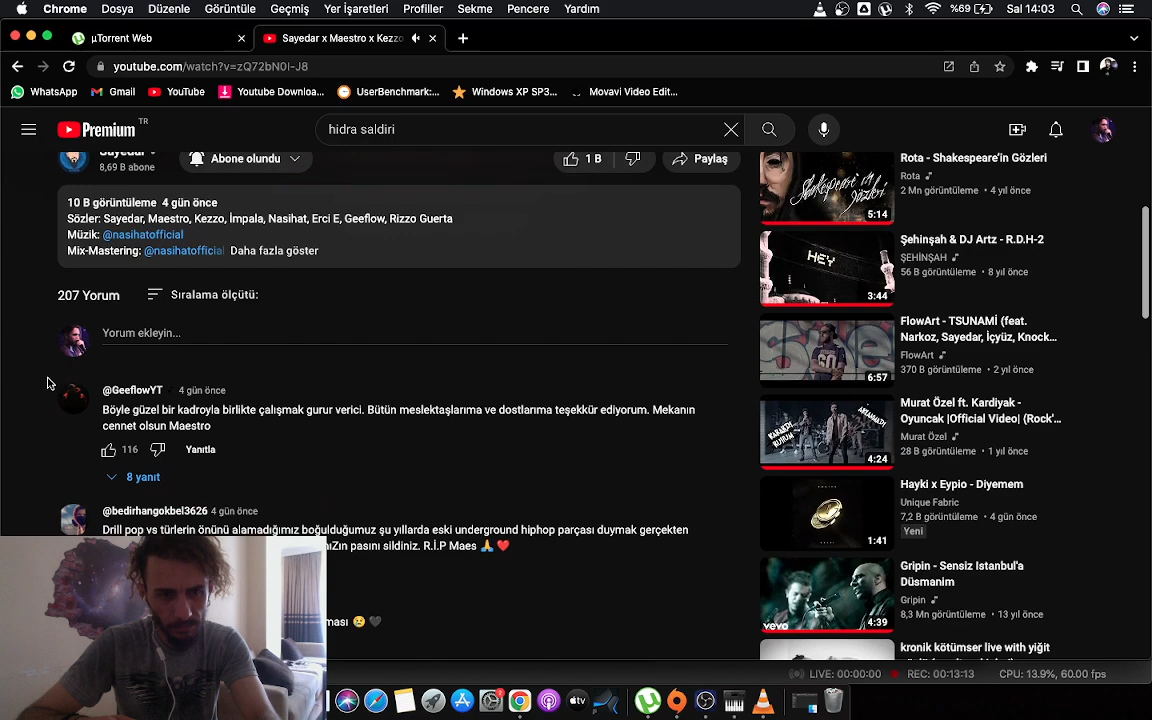 Chrome Dosya Düzenle Görüntüle Geçmiş Yer İşaretleri Profiller Sekme Pencere Yardım %69 Sal 14:03
µTorrent Web Sayedar x Maestro x Kezzo
youtube.com/watch?v=zQ72bN0I-J8
WhatsApp Gmail YouTube Youtube Downloa... UserBenchmark:... Windows XP SP3... Movavi Video Edit...
Premium TR
hidra saldiri
Sayedar
8,69 B abone
Abone olundu
1 B
Paylaş
10 B görüntüleme 4 gün önce
Sözler: Sayedar, Maestro, Kezzo, İmpala, Nasihat, Erci E, Geeflow, Rizzo Guerta
Müzik: @nasihatofficial
Mix-Mastering: @nasihatofficial Daha fazla göster
207 Yorum Sıralama ölçütü:
Yorum ekleyin...
@GeeflowYT 4 gün önce
Böyle güzel bir kadroyla birlikte çalışmak gurur verici. Bütün meslektaşlarıma ve dostlarıma teşekkür ediyorum. Mekanın
cennet olsun Maestro
116 Yanıtla
8 yanıt
@bedirhangokbel3626 4 gün önce
Drill pop vs türlerin önünü alamadığımız boğulduğumuz şu yıllarda eski underground hiphop parçası duymak gerçekten
pasını sildiniz. R.İ.P Maes 🙏❤️
😢🖤
Rota - Shakespeare’in Gözleri
Rota
2 Mn görüntüleme • 4 yıl önce
SHAKESPEARE'İN GÖZLERİ
5:14
Şehinşah & DJ Artz - R.D.H-2
ŞEHİNŞAH
56 B görüntüleme • 8 yıl önce
HEY
3:44
FlowArt - TSUNAMİ (feat.
Narkoz, Sayedar, İçyüz, Knock...
FlowArt
370 B görüntüleme • 2 yıl önce
6:57
Murat Özel ft. Kardiyak -
Oyuncak |Official Video| (Rock'...
Murat Özel
28 B görüntüleme • 1 yıl önce
4:24
Hayki x Eypio - Diyemem
Unique Fabric
7,2 B görüntüleme • 4 gün önce
Yeni
1:41
Gripin - Sensiz Istanbul'a
Düsmanim
Gripin
8,3 Mn görüntüleme • 13 yıl önce
vevo
4:39
kronik kötümser live with yiğit
LIVE: 00:00:00 REC: 00:13:13 CPU: 13.9%, 60.00 fps
tv